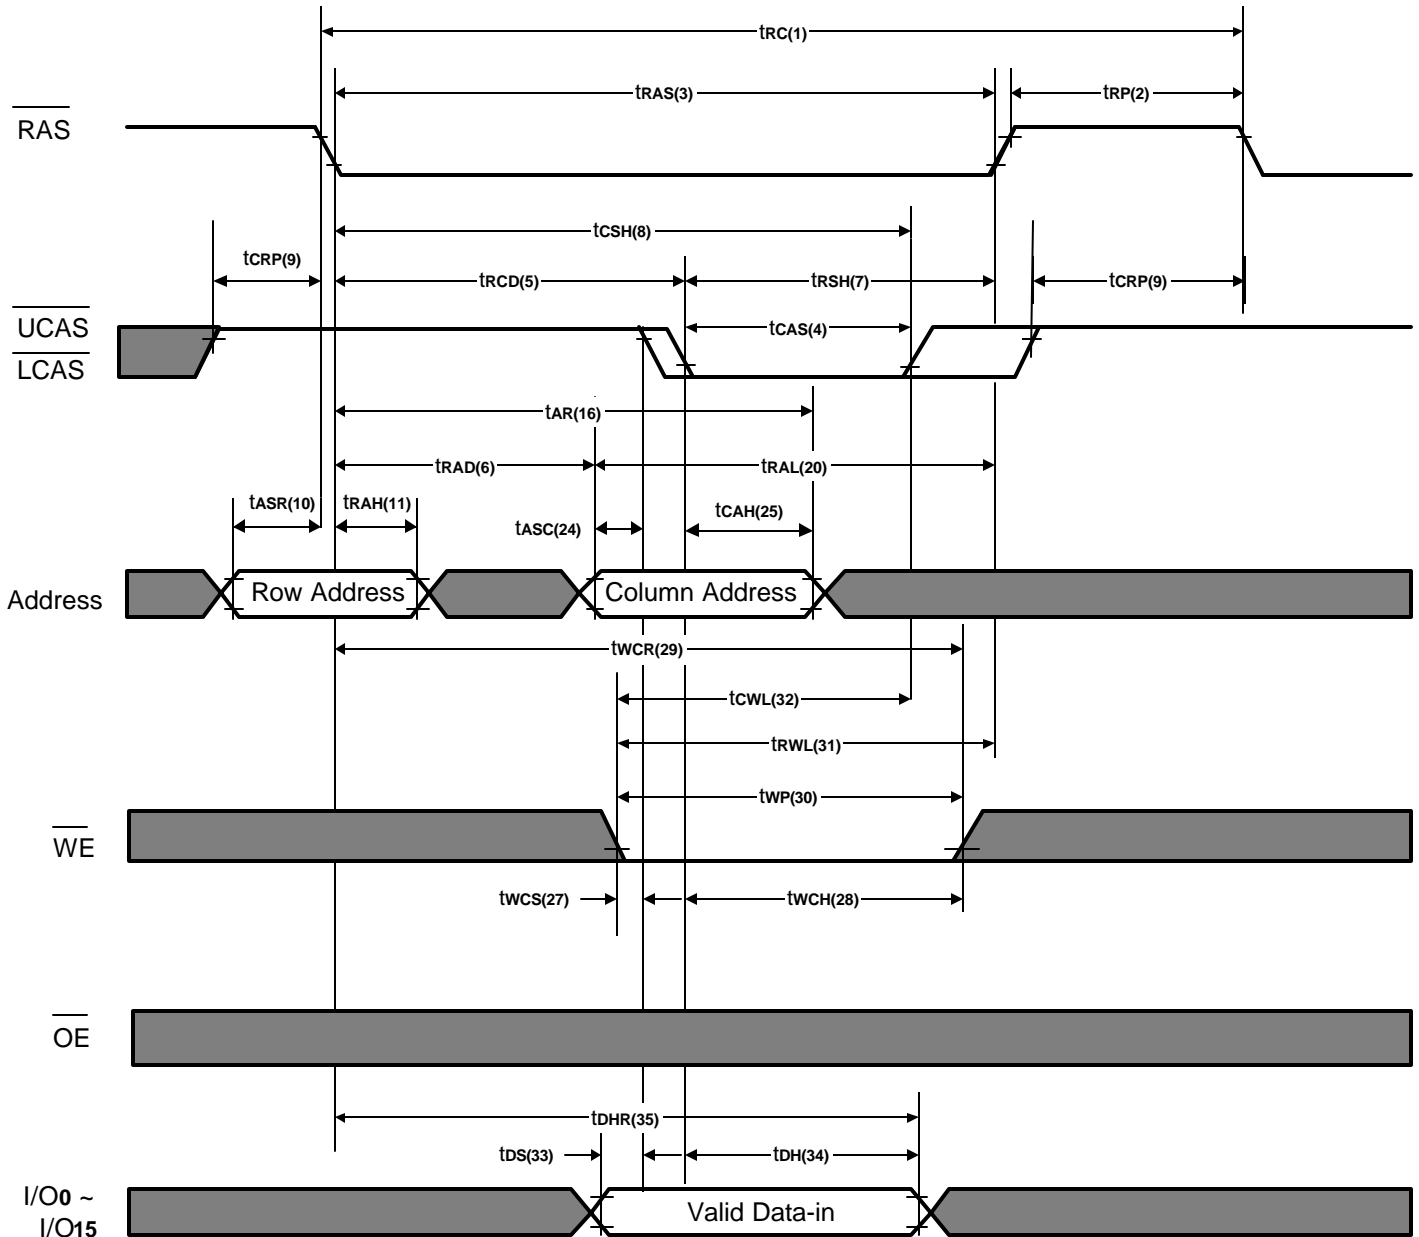 tRC(1)
tRAS(3)
tRP(2)
RAS
tCSH(8)
tCRP(9)
tRCD(5)
tRSH(7)
tCRP(9)
UCAS
tCAS(4)
LCAS
tAR(16)
tRAD(6)
tRAL(20)
tASR(10)
tRAH(11)
tASC(24)
tCAH(25)
Address
Row Address
Column Address
tWCR(29)
tCWL(32)
tRWL(31)
tWP(30)
WE
tWCS(27)
tWCH(28)
OE
tDHR(35)
tDS(33)
tDH(34)
I/O0 ~
I/O15
Valid Data-in